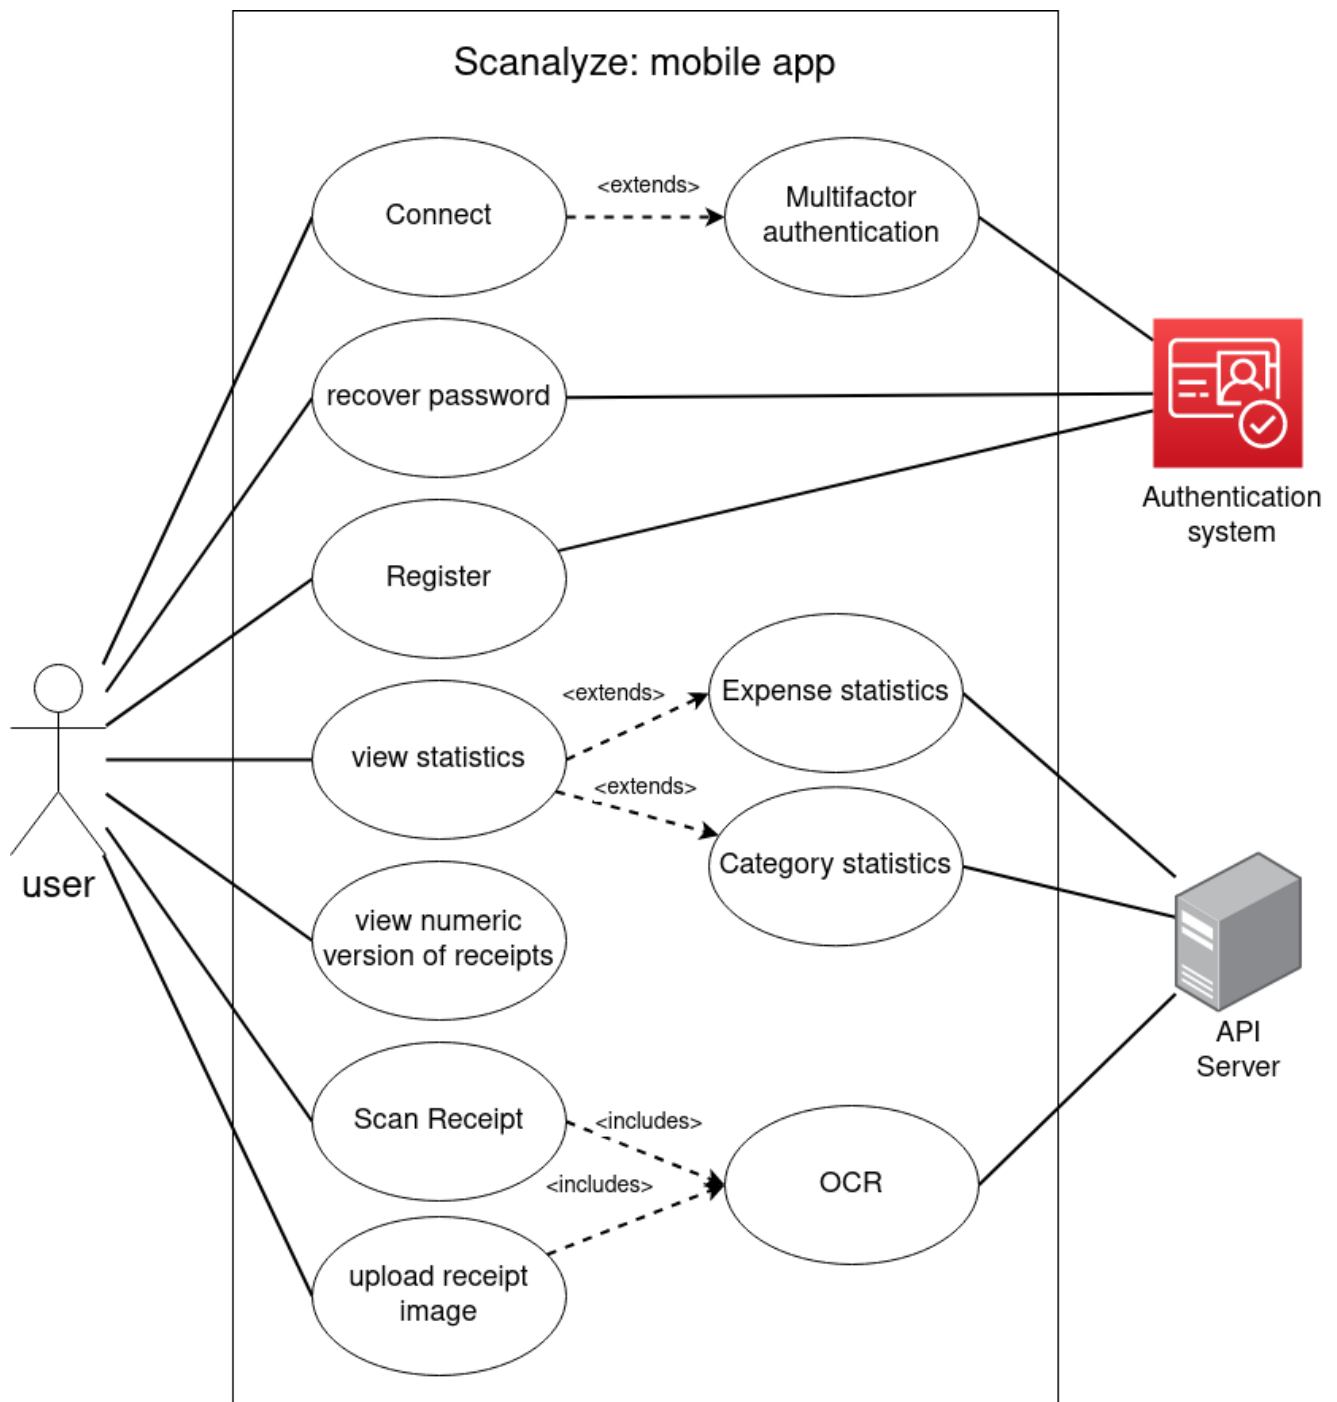 Scanalyze: mobile app
Connect
<extends>
Multifactor
authentication
recover password
Authentication
system
Register
view statistics
<extends>
Expense statistics
<extends>
Category statistics
user
view numeric
version of receipts
API
Server
Scan Receipt
<includes>
<includes>
OCR
upload receipt
image